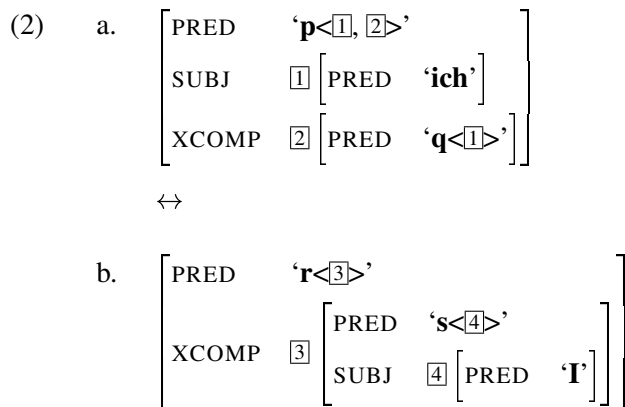 (2) a. PRED ‘p<1, 2>’
SUBJ 1 [PRED ‘ich’]
XCOMP 2 [PRED ‘q<1>’]
↔
b. PRED ‘r<3>’
XCOMP 3 [PRED ‘s<4>’
SUBJ 4 [PRED ‘I’]]